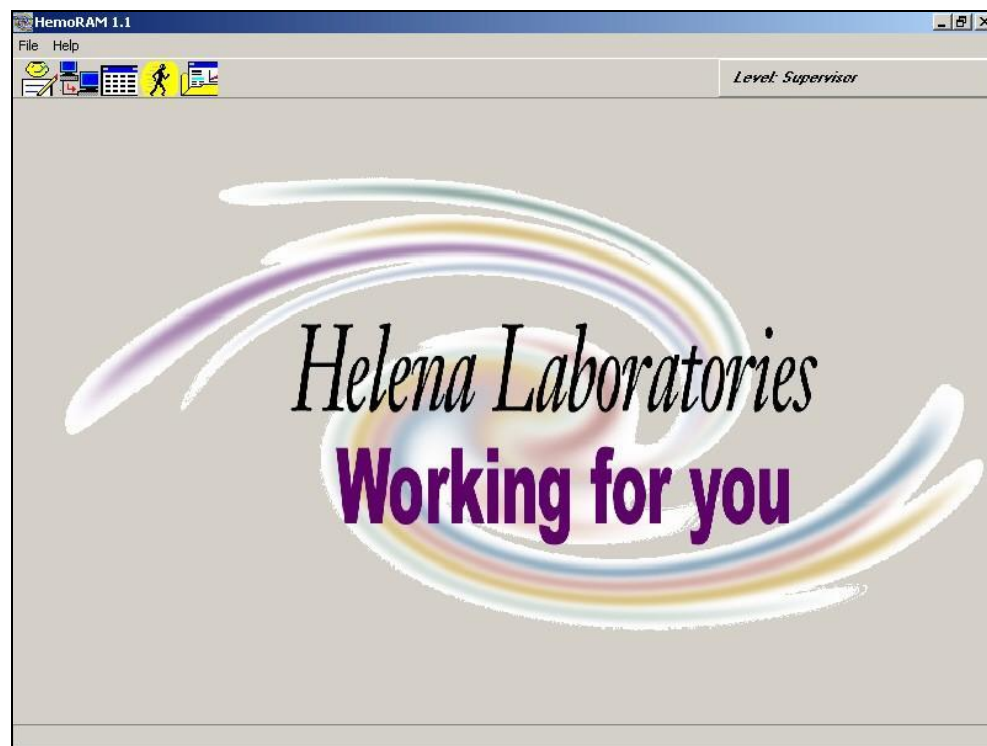 HemoRAM 1.1
File Help
Level: Supervisor
Helena Laboratories
Working for you